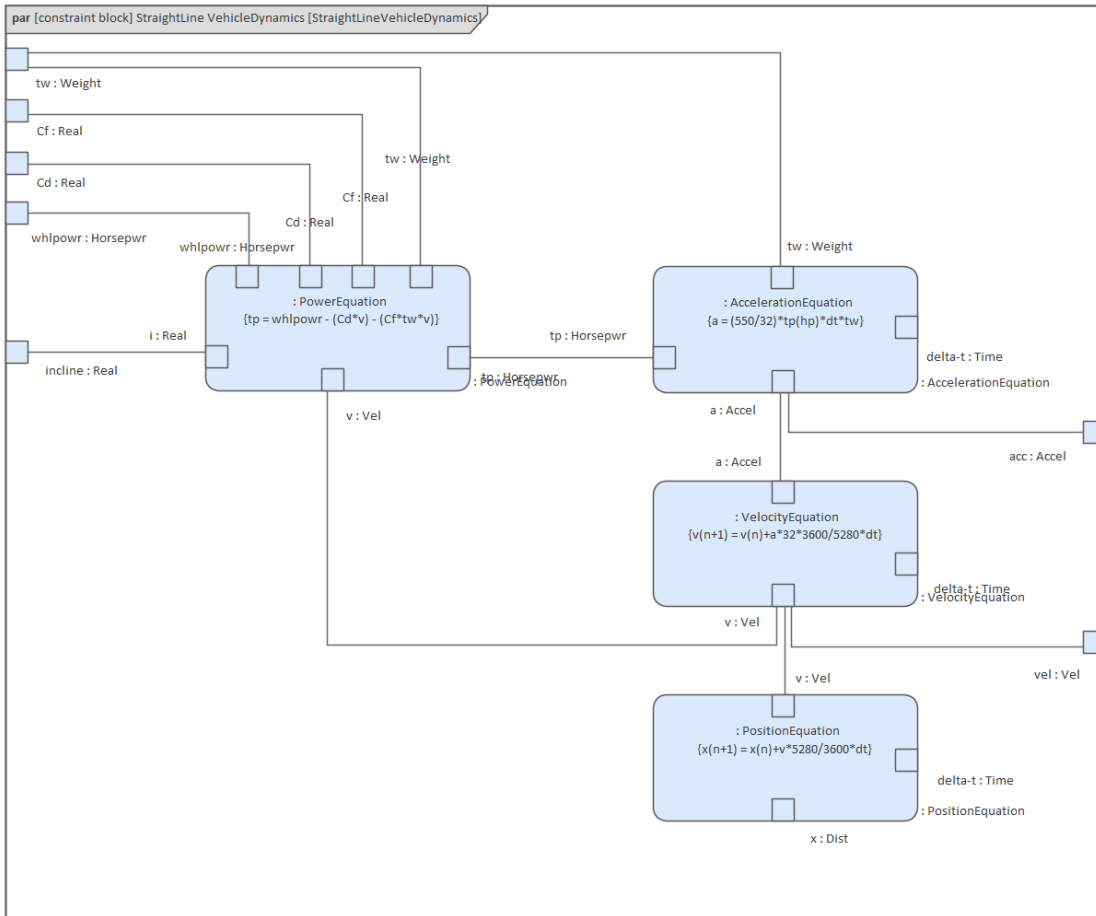 par [constraint block] StraightLine VehicleDynamics [StraightLineVehicleDynamics]
tw : Weight
Cf : Real
tw : Weight
Cd : Real
Cf : Real
Cd : Real
whlpowr : Horsepwr
whlpowr : Horsepwr
tw : Weight
: PowerEquation
{tp = whlpowr - (Cd*v) - (Cf*tw*v)}
: AccelerationEquation
{a = (550/32)*tp(hp)*dt*tw}
i : Real
tp : Horsepwr
delta-t : Time
incline : Real
tp : Horsepwr
: PowerEquation
: AccelerationEquation
v : Vel
a : Accel
acc : Accel
a : Accel
: VelocityEquation
{v(n+1) = v(n)+a*32*3600/5280*dt}
delta-t : Time
: VelocityEquation
v : Vel
vel : Vel
v : Vel
: PositionEquation
{x(n+1) = x(n)+v*5280/3600*dt}
delta-t : Time
: PositionEquation
x : Dist